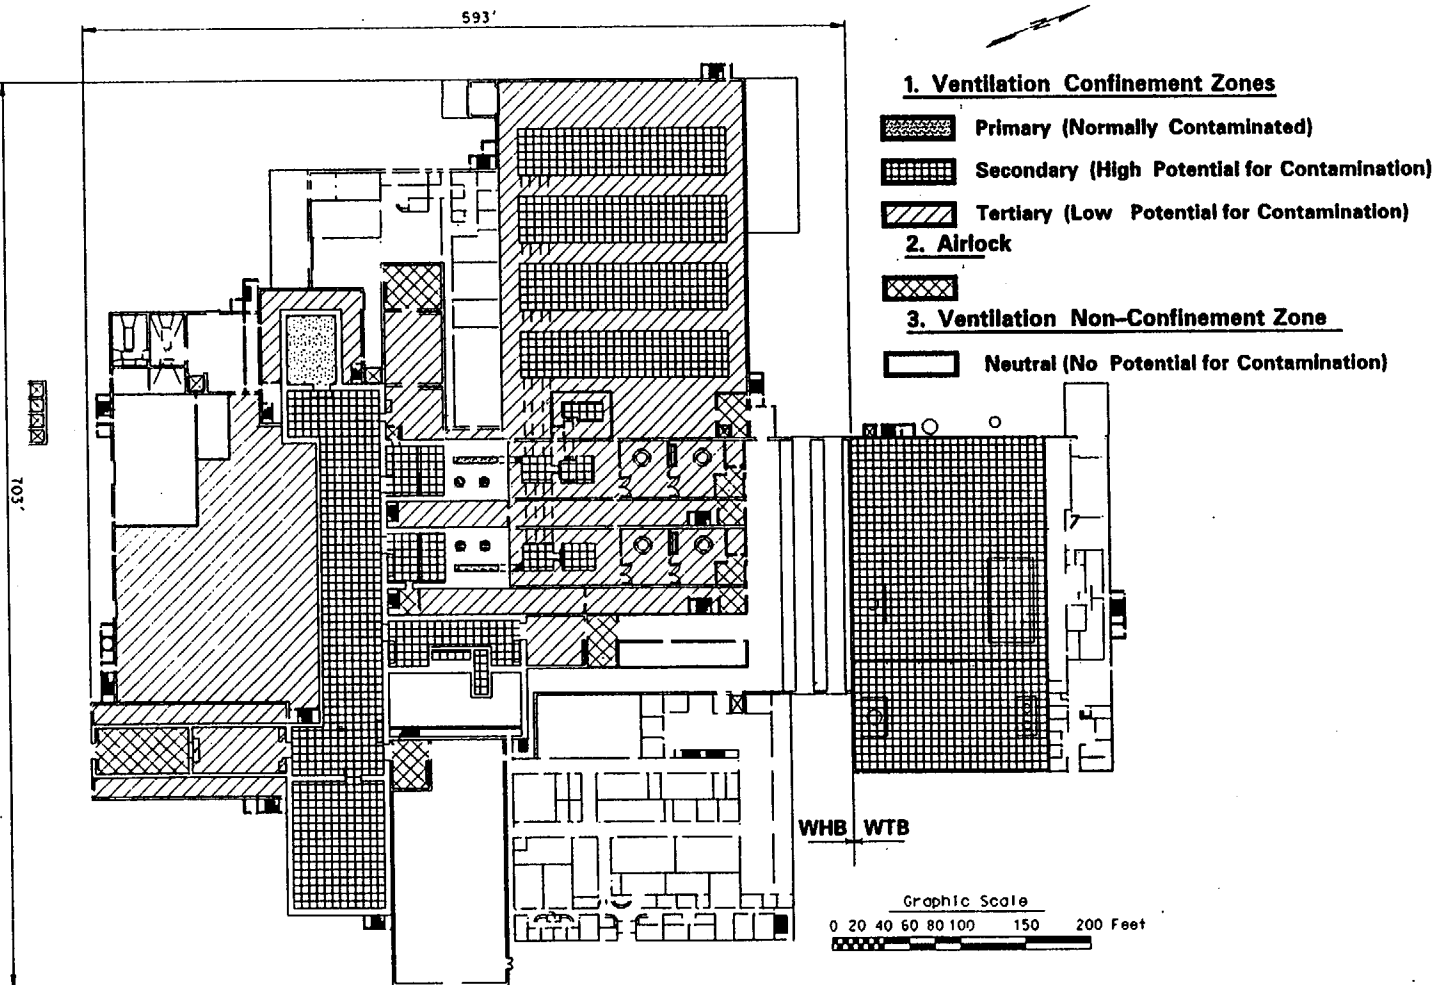 593'
1. Ventilation Confinement Zones
Primary (Normally Contaminated)
Secondary (High Potential for Contamination)
Tertiary (Low Potential for Contamination)
2. Airlock
3. Ventilation Non-Confinement Zone
Neutral (No Potential for Contamination)
703'
WHB WTB
Graphic Scale
0 20 40 60 80 100 150 200 Feet